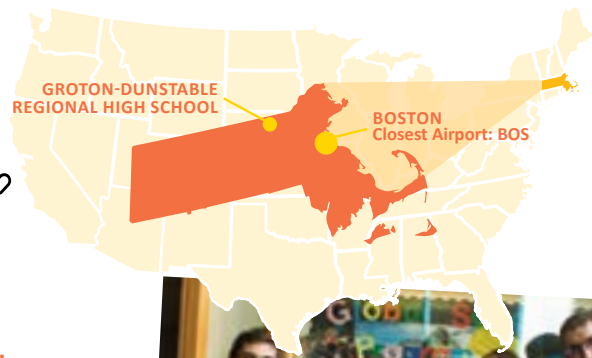 GROTON-DUNSTABLE
REGIONAL HIGH SCHOOL
BOSTON
Closest Airport: BOS